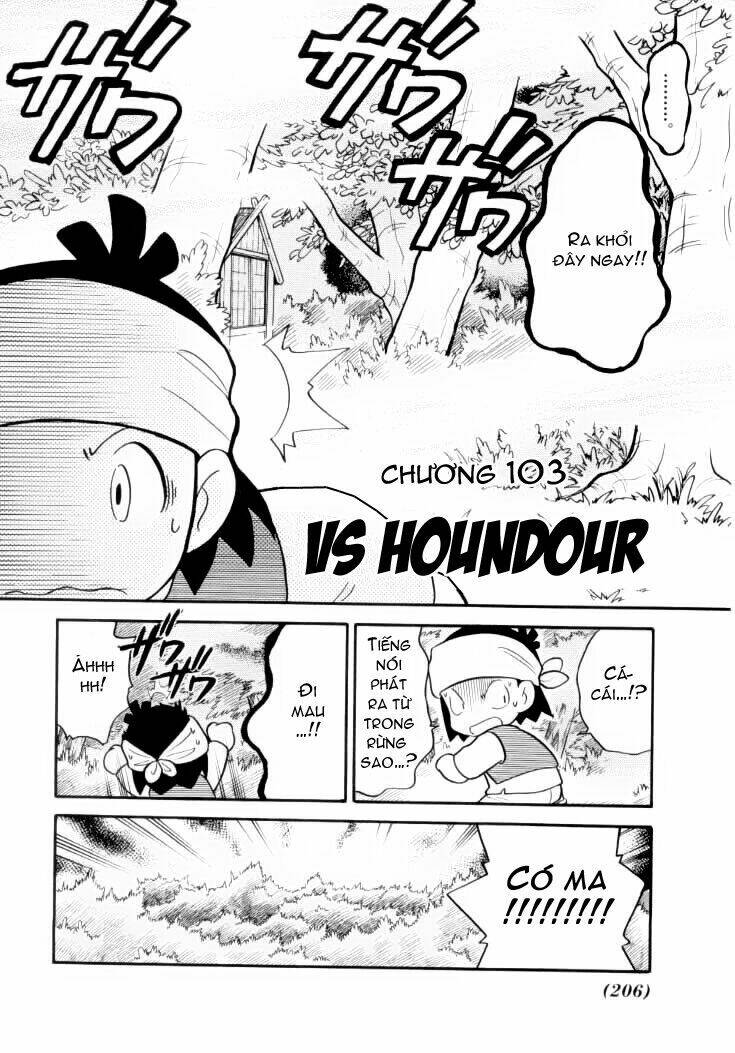 .........
RA KHỎI
ĐÂY NGAY!!
ザワ
ザワ
ザワ
CHƯƠNG 103
VS HOUNDOUR
CÁ-
CÁI...!?
TIẾNG
NÓI
PHÁT
RA TỪ
TRONG
RỪNG
SAO...?
ĐI
MAU
...!!
ザワ
ザワ
ÁHHH
HH!
CÓ MA
!!!!!!!!!!
(206)